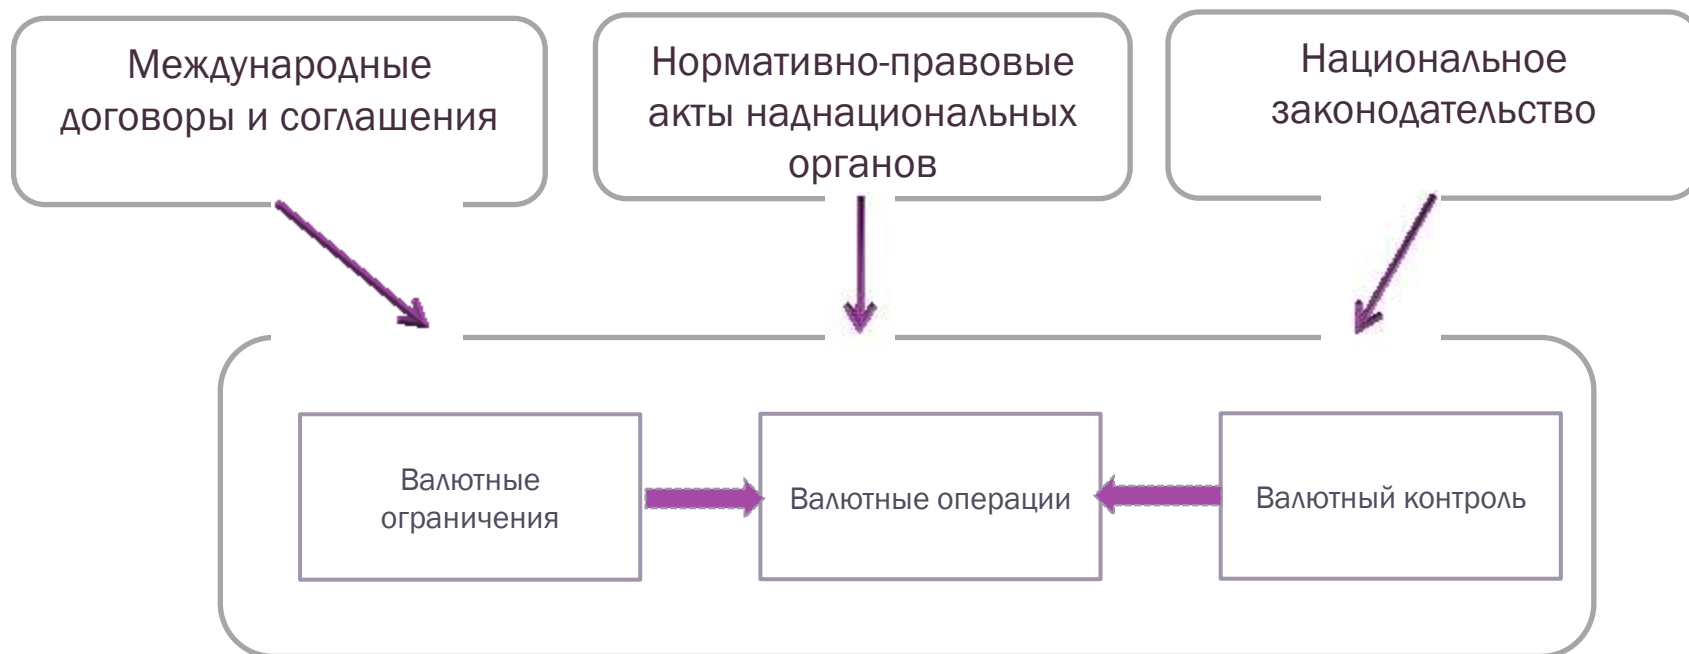 Международные
договоры и соглашения
Нормативно-правовые
акты наднациональных
органов
Национальное
законодательство
Валютные
ограничения
Валютные операции
Валютный контроль